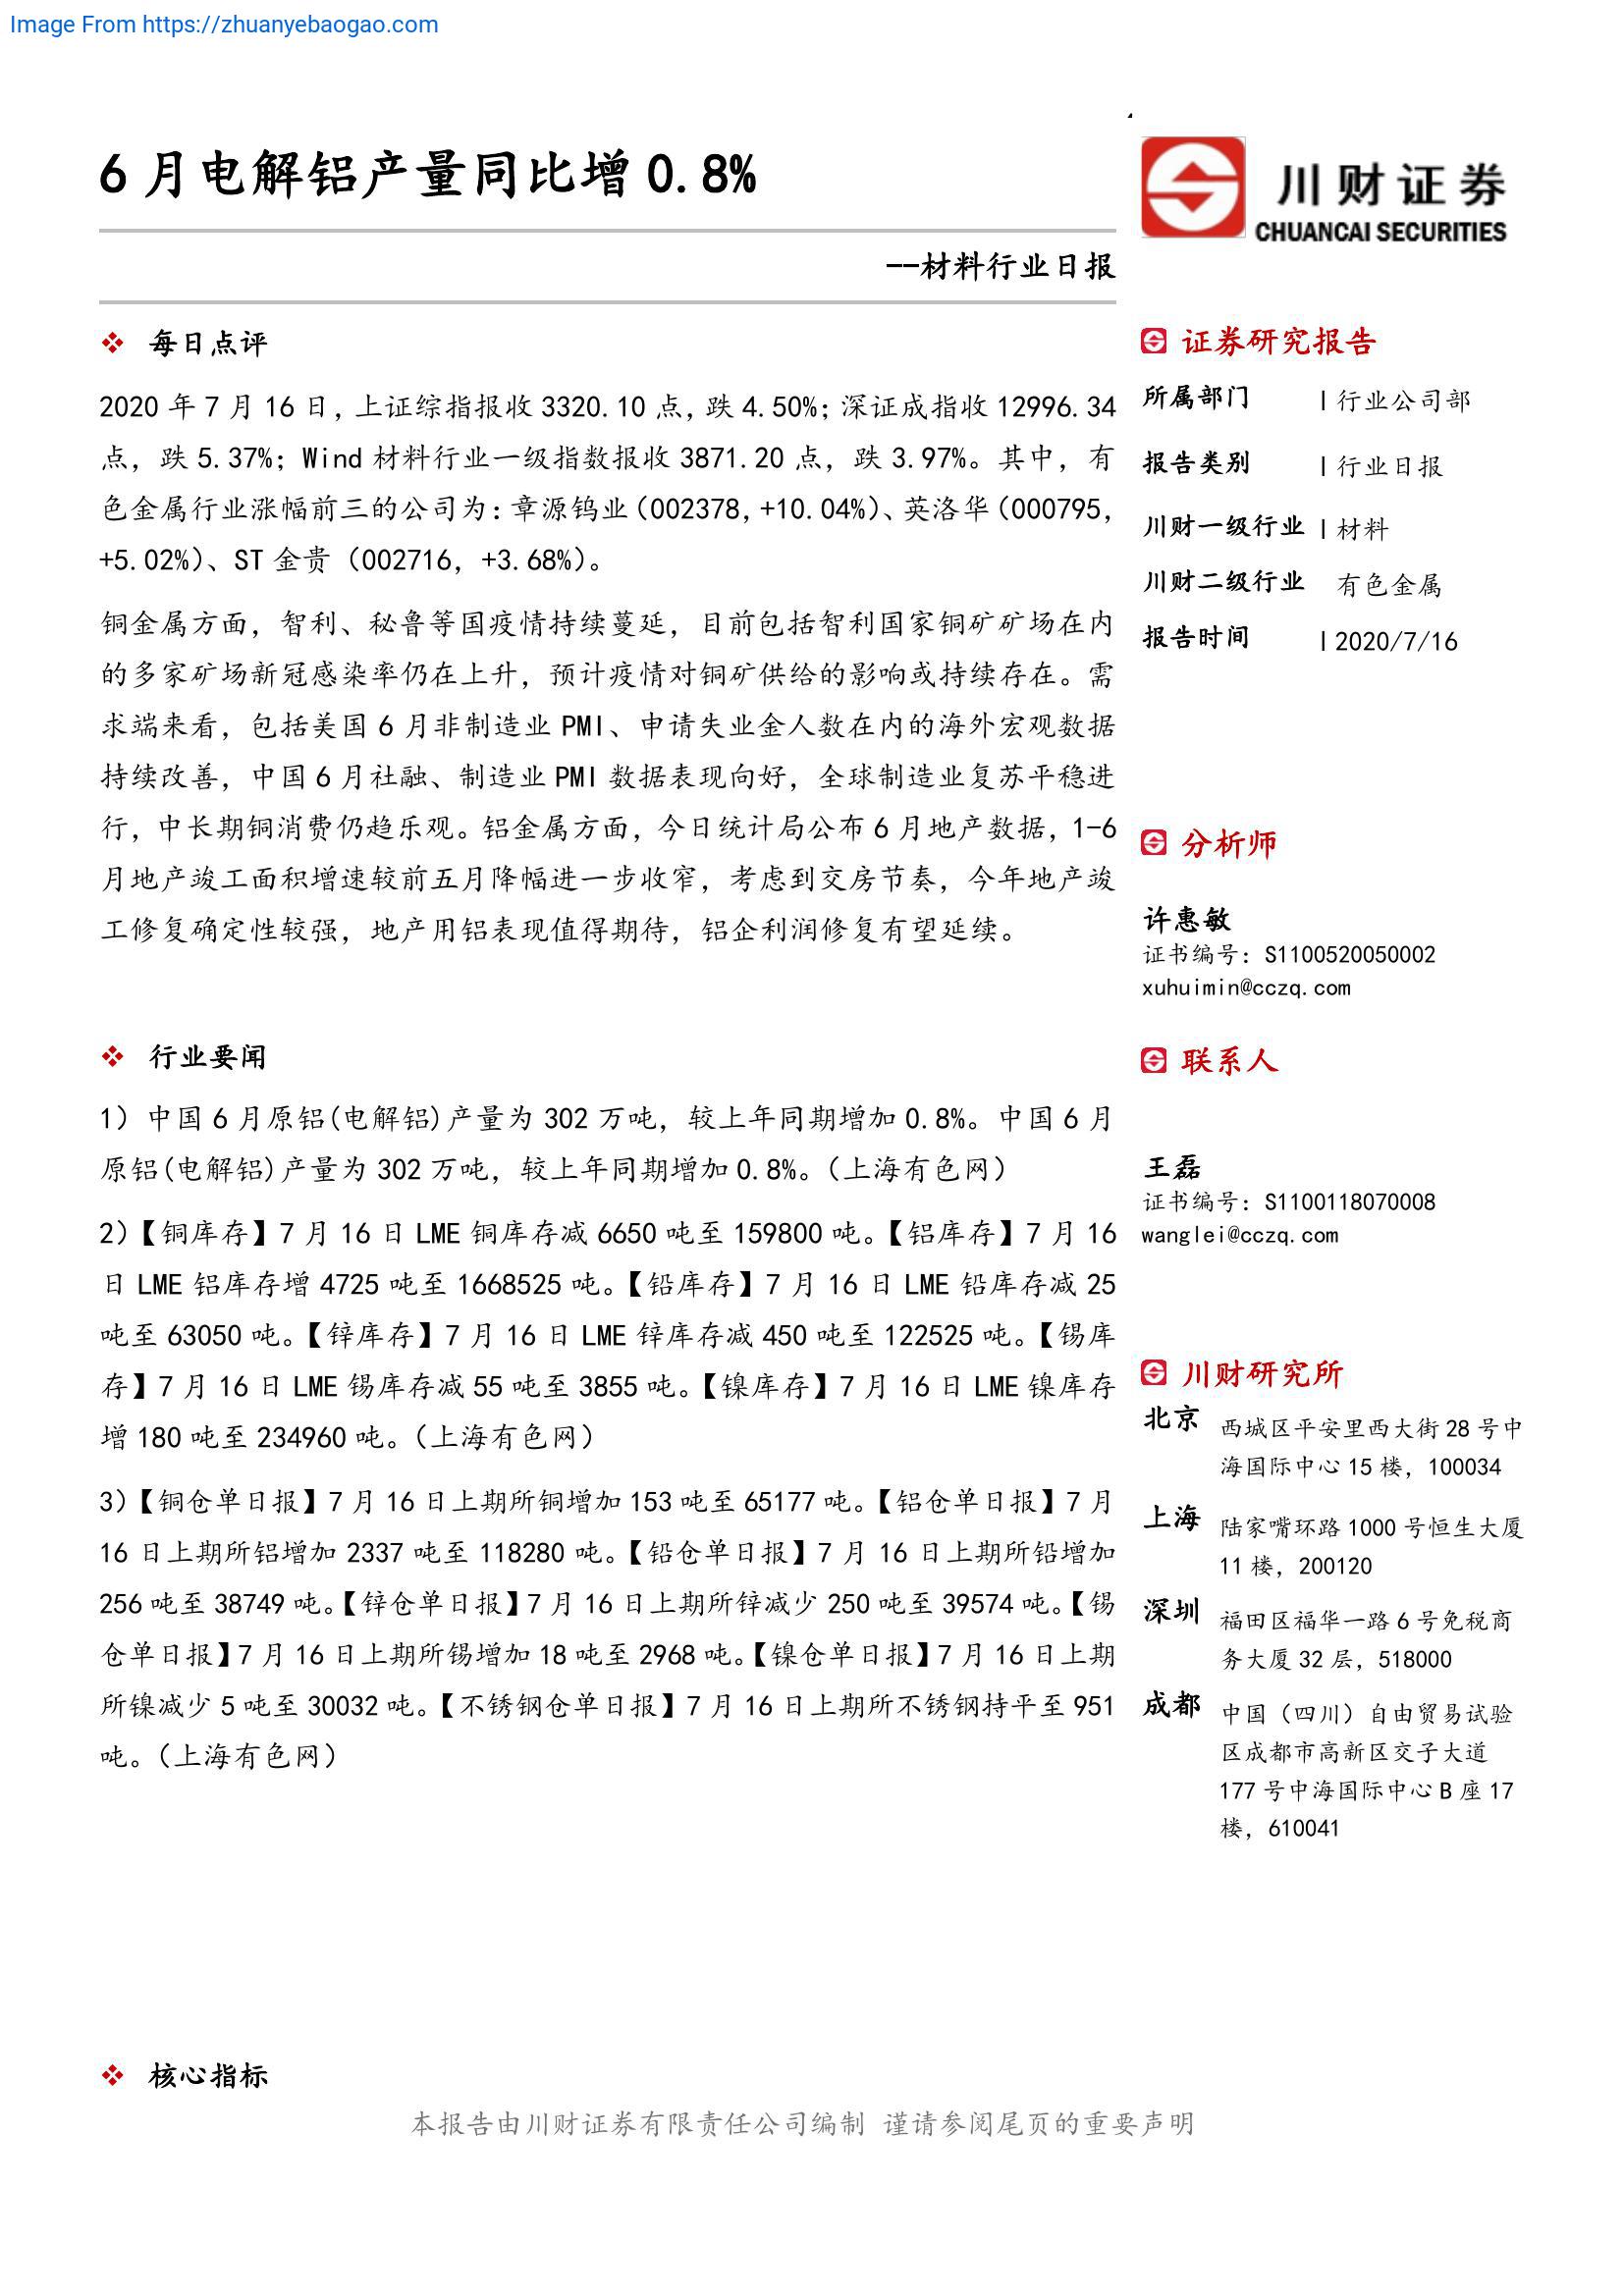 Image From https://zhuanyebaogao.com
6 月电解铝产量同比增 0.8%
川财证券
CHUANCAI SECURITIES
--材料行业日报
每日点评
2020 年 7 月 16 日，上证综指报收 3320.10 点，跌 4.50%；深证成指收 12996.34
点，跌 5.37%；Wind 材料行业一级指数报收 3871.20 点，跌 3.97%。其中，有
色金属行业涨幅前三的公司为：章源钨业（002378，+10.04%）、英洛华（000795，
+5.02%）、ST 金贵（002716，+3.68%）。
铜金属方面，智利、秘鲁等国疫情持续蔓延，目前包括智利国家铜矿矿场在内
的多家矿场新冠感染率仍在上升，预计疫情对铜矿供给的影响或持续存在。需
求端来看，包括美国 6 月非制造业 PMI、申请失业金人数在内的海外宏观数据
持续改善，中国 6 月社融、制造业 PMI 数据表现向好，全球制造业复苏平稳进
行，中长期铜消费仍趋乐观。铝金属方面，今日统计局公布 6 月地产数据，1-6
月地产竣工面积增速较前五月降幅进一步收窄，考虑到交房节奏，今年地产竣
工修复确定性较强，地产用铝表现值得期待，铝企利润修复有望延续。
行业要闻
1）中国 6 月原铝(电解铝)产量为 302 万吨，较上年同期增加 0.8%。中国 6 月
原铝(电解铝)产量为 302 万吨，较上年同期增加 0.8%。（上海有色网）
2）【铜库存】7 月 16 日 LME 铜库存减 6650 吨至 159800 吨。【铝库存】7 月 16
日 LME 铝库存增 4725 吨至 1668525 吨。【铅库存】7 月 16 日 LME 铅库存减 25
吨至 63050 吨。【锌库存】7 月 16 日 LME 锌库存减 450 吨至 122525 吨。【锡库
存】7 月 16 日 LME 锡库存减 55 吨至 3855 吨。【镍库存】7 月 16 日 LME 镍库存
增 180 吨至 234960 吨。（上海有色网）
3）【铜仓单日报】7 月 16 日上期所铜增加 153 吨至 65177 吨。【铝仓单日报】7 月
16 日上期所铝增加 2337 吨至 118280 吨。【铅仓单日报】7 月 16 日上期所铅增加
256 吨至 38749 吨。【锌仓单日报】7 月 16 日上期所锌减少 250 吨至 39574 吨。【锡
仓单日报】7 月 16 日上期所锡增加 18 吨至 2968 吨。【镍仓单日报】7 月 16 日上期
所镍减少 5 吨至 30032 吨。【不锈钢仓单日报】7 月 16 日上期所不锈钢持平至 951
吨。（上海有色网）
核心指标
证券研究报告
所属部门 | 行业公司部
报告类别 | 行业日报
川财一级行业 | 材料
川财二级行业 有色金属
报告时间 | 2020/7/16
分析师
许惠敏
证书编号：S1100520050002
xuhuimin@cczq.com
联系人
王磊
证书编号：S1100118070008
wanglei@cczq.com
川财研究所
北京 西城区平安里西大街 28 号中
海国际中心 15 楼，100034
上海 陆家嘴环路 1000 号恒生大厦
11 楼，200120
深圳 福田区福华一路 6 号免税商
务大厦 32 层，518000
成都 中国（四川）自由贸易试验
区成都市高新区交子大道
177 号中海国际中心 B 座 17
楼，610041
本报告由川财证券有限责任公司编制 谨请参阅尾页的重要声明